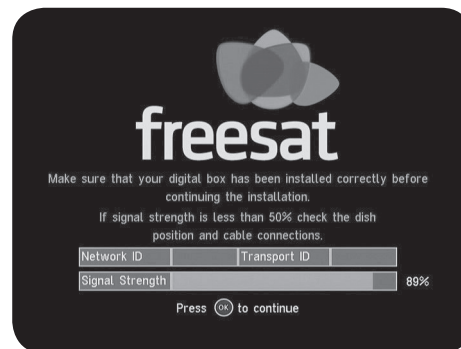 freesat
Make sure that your digital box has been installed correctly before
continuing the installation.
If signal strength is less than 50% check the dish
position and cable connections.
Network ID Transport ID
Signal Strength 89%
Press OK to continue